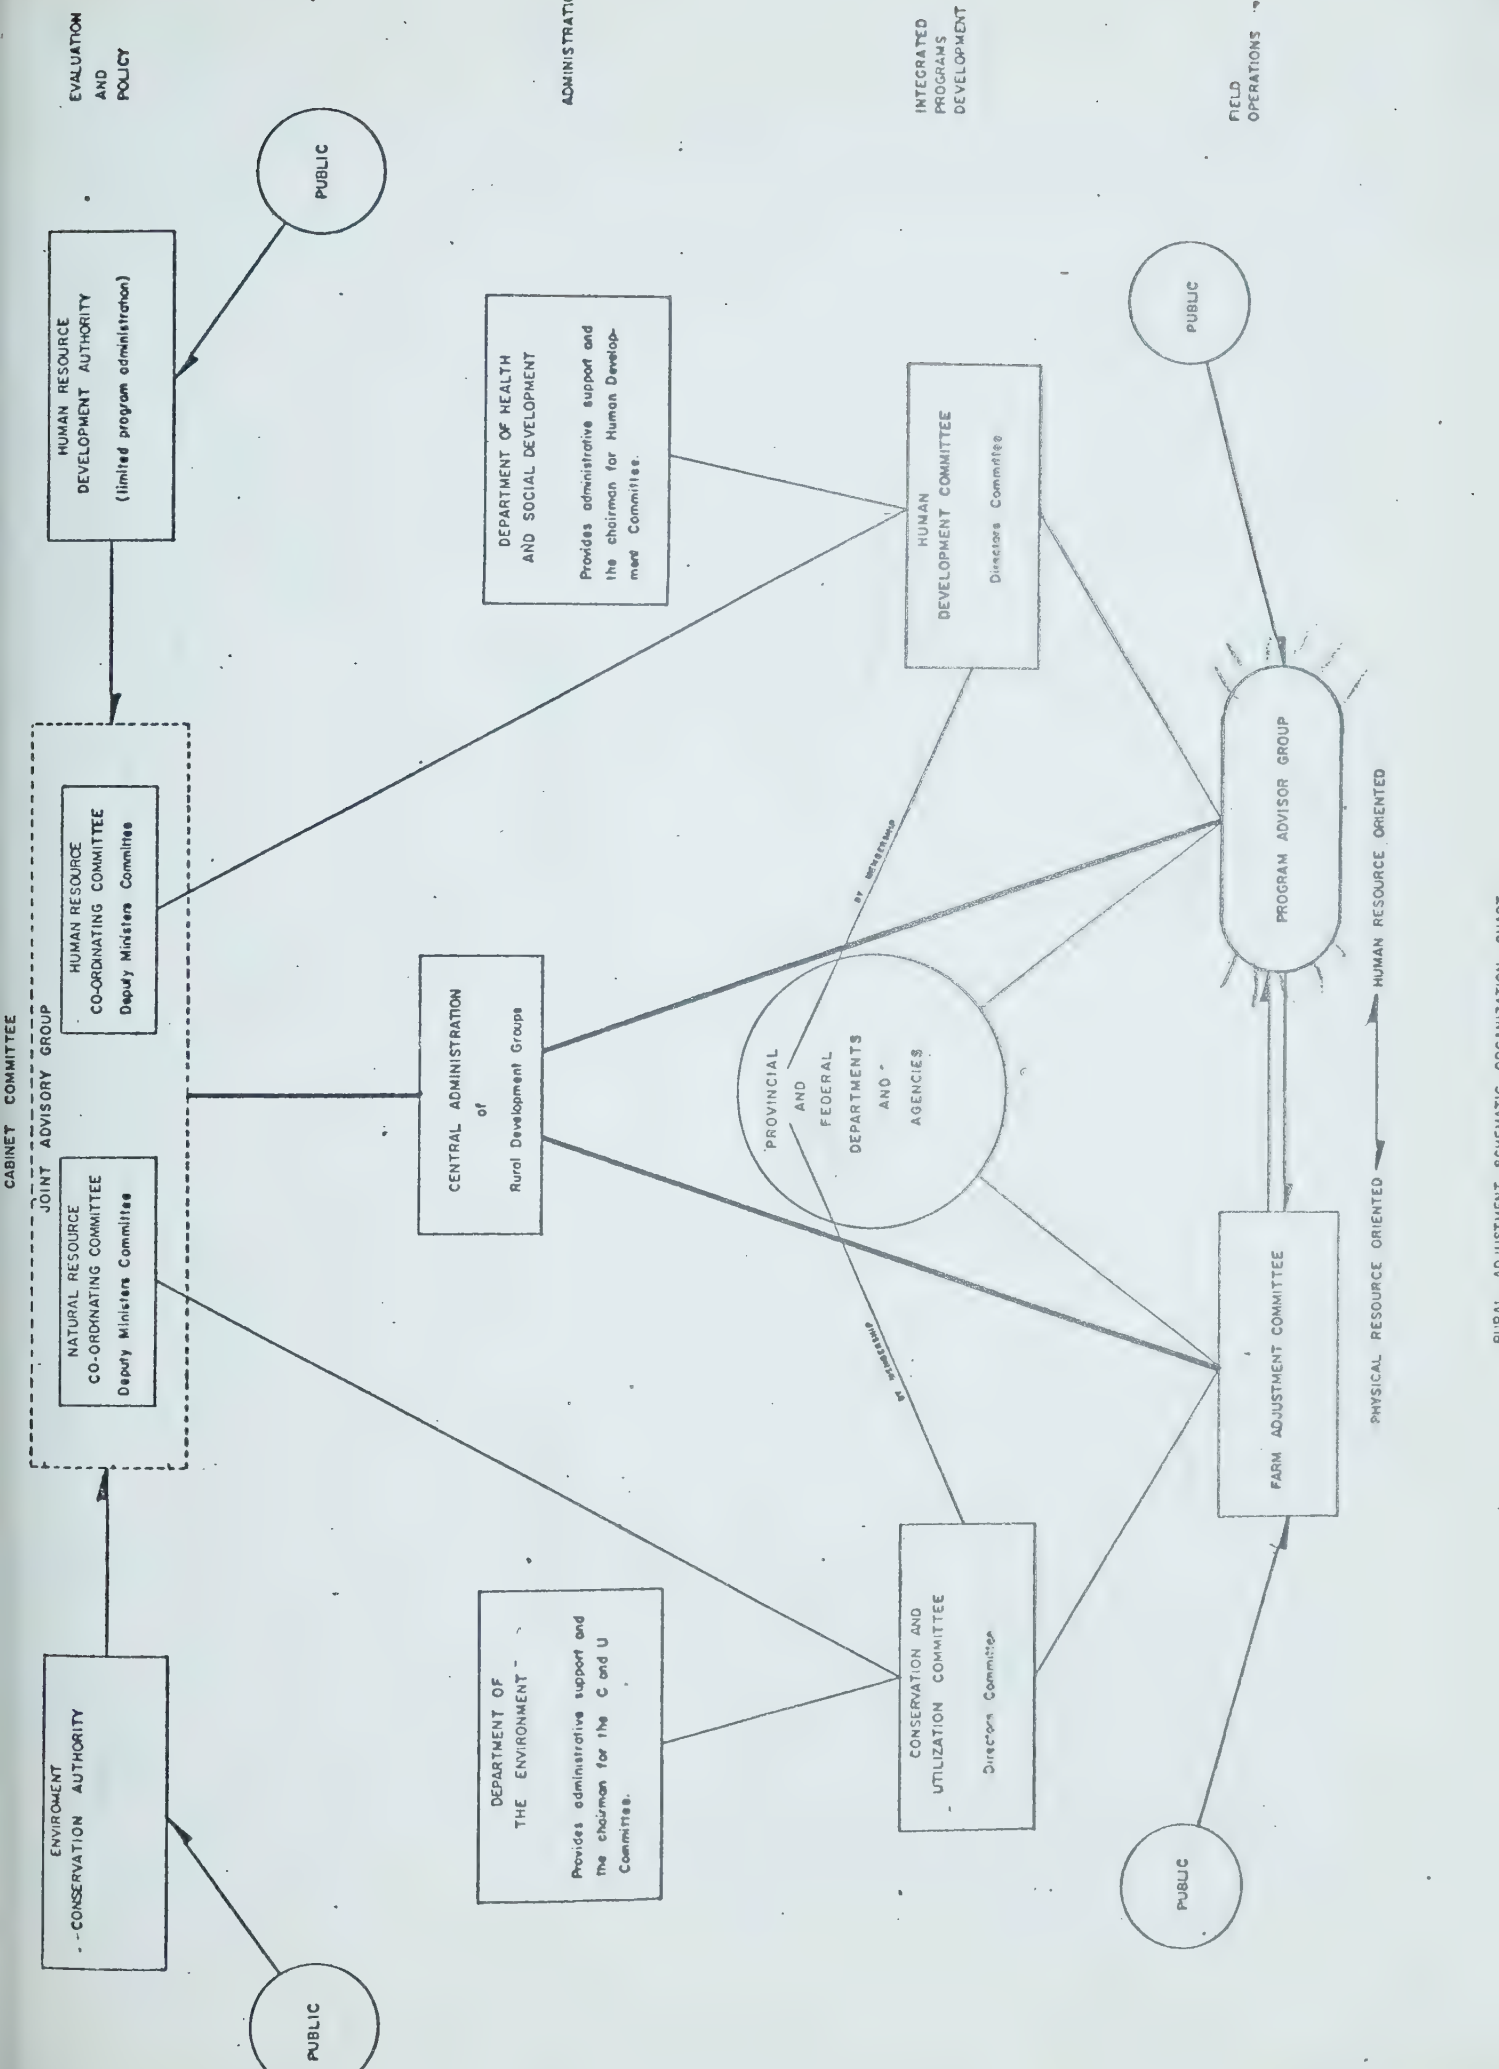 CABINET COMMITTEE
JOINT ADVISORY GROUP
ENVIROMENT
CONSERVATION AUTHORITY
NATURAL RESOURCE
CO-ORDINATING COMMITTEE
Deputy Ministers Committee
HUMAN RESOURCE
CO-ORDINATING COMMITTEE
Deputy Ministers Committee
HUMAN RESOURCE
DEVELOPMENT AUTHORITY
(limited program administration)
EVALUATION
AND
POLICY
PUBLIC
PUBLIC
DEPARTMENT OF
THE ENVIRONMENT
Provides administrative support and
the chairman for the C and U
Committee.
CENTRAL ADMINISTRATION
of
Rural Development Groups
DEPARTMENT OF HEALTH
AND SOCIAL DEVELOPMENT
Provides administrative support and
the chairman for Human Develop-
ment Committee.
PROVINCIAL
AND
FEDERAL
DEPARTMENTS
AND
AGENCIES
BY MEMBERSHIP
BY MEMBERSHIP
CONSERVATION AND
UTILIZATION COMMITTEE
Directors Committee
HUMAN
DEVELOPMENT COMMITTEE
Directors Committee
INTEGRATED
PROGRAMS
DEVELOPMENT
PUBLIC
FARM ADJUSTMENT COMMITTEE
PROGRAM ADVISOR GROUP
PUBLIC
FIELD
OPERATIONS
PHYSICAL RESOURCE ORIENTED
HUMAN RESOURCE ORIENTED